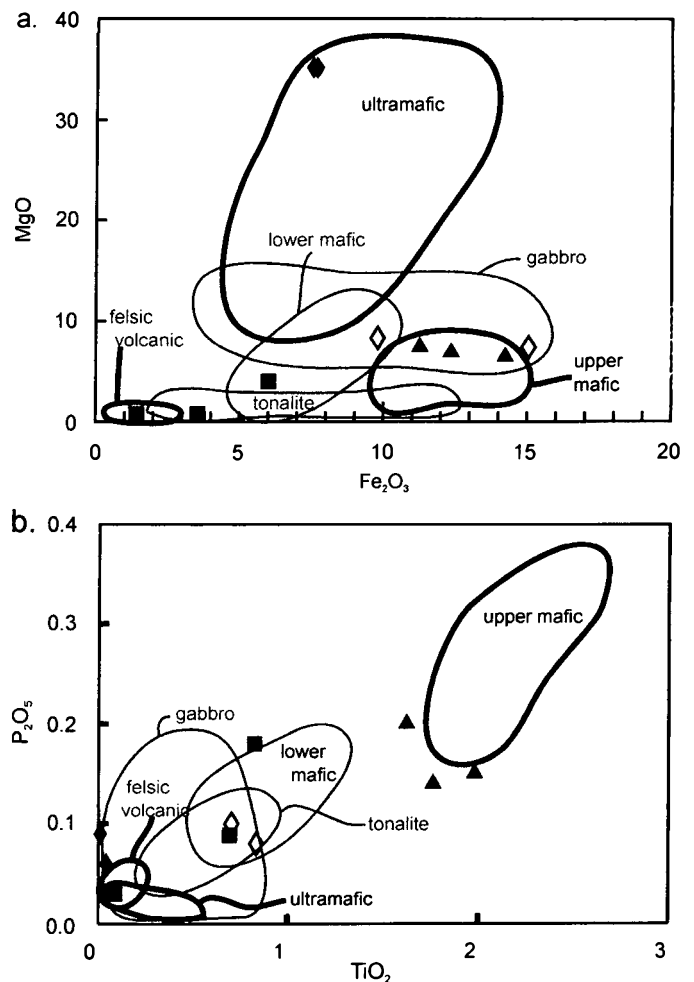 a.
40
30
20
10
0
MgO
ultramafic
lower mafic
gabbro
felsic
volcanic
tonalite
upper
mafic
0 5 10 15 20
Fe₂O₃
b.
0.4
0.3
0.2
0.1
0.0
P₂O₅
upper mafic
gabbro
lower
mafic
felsic
volcanic
tonalite
ultramafic
0 1 2 3
TiO₂